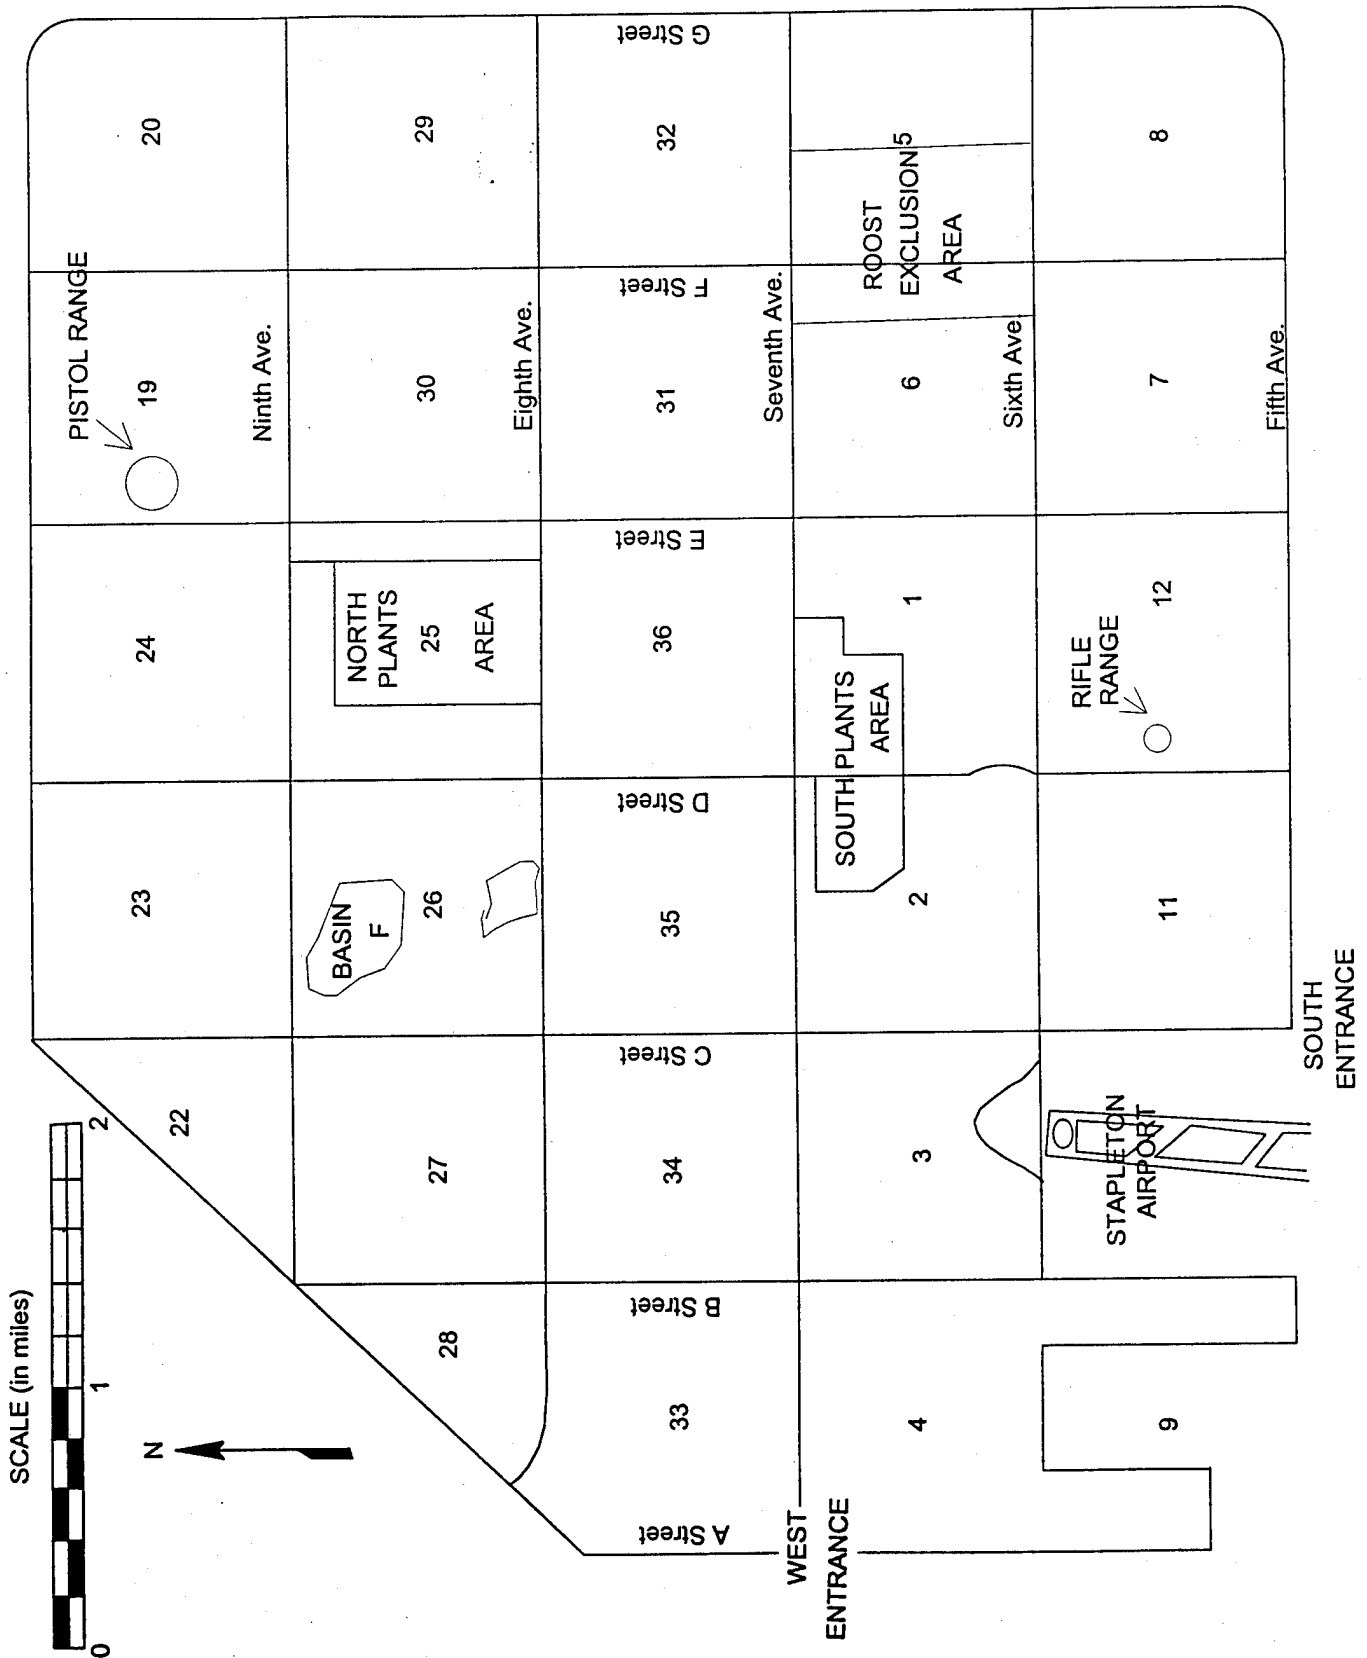 SCALE (in miles)
0
1
2
N
22
23
24
PISTOL RANGE
19
20
Ninth Ave.
28
27
BASIN
F
26
NORTH
PLANTS
25
AREA
30
29
Eighth Ave.
A Street
33
B Street
34
C Street
35
D Street
36
E Street
31
F Street
32
G Street
Seventh Ave.
WEST
ENTRANCE
4
3
2
SOUTH PLANTS
AREA
1
6
ROOST
EXCLUSION
AREA
5
Sixth Ave.
9
STAPLETON
AIRPORT
11
RIFLE
RANGE
12
7
8
Fifth Ave.
SOUTH
ENTRANCE